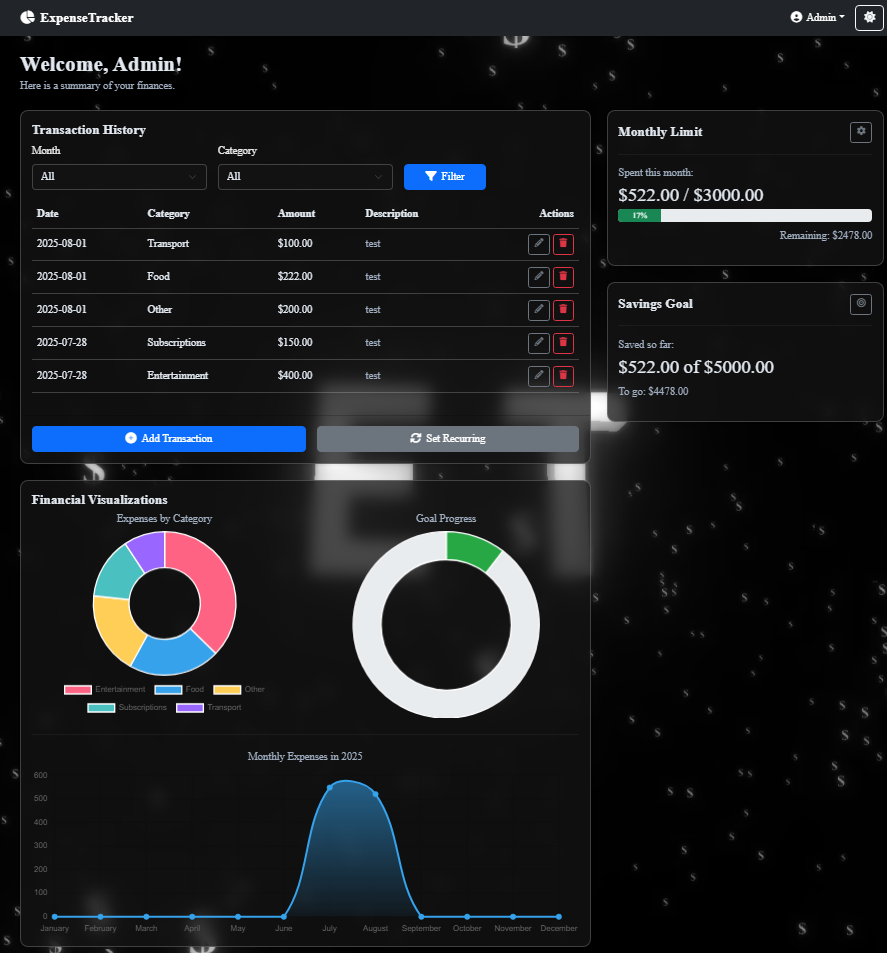 ExpenseTracker
Admin
Welcome, Admin!
Here is a summary of your finances.
Transaction History
Month Category
All All Filter
Date Category Amount Description Actions
2025-08-01 Transport $100.00 test
2025-08-01 Food $222.00 test
2025-08-01 Other $200.00 test
2025-07-28 Subscriptions $150.00 test
2025-07-28 Entertainment $400.00 test
Add Transaction Set Recurring
Monthly Limit
Spent this month:
$522.00 / $3000.00
17%
Remaining: $2478.00
Savings Goal
Saved so far:
$522.00 of $5000.00
To go: $4478.00
ET
Financial Visualizations
Expenses by Category
Entertainment Food Other
Subscriptions Transport
Goal Progress
Monthly Expenses in 2025
600
500
400
300
200
100
0
January February March April May June July August September October November December